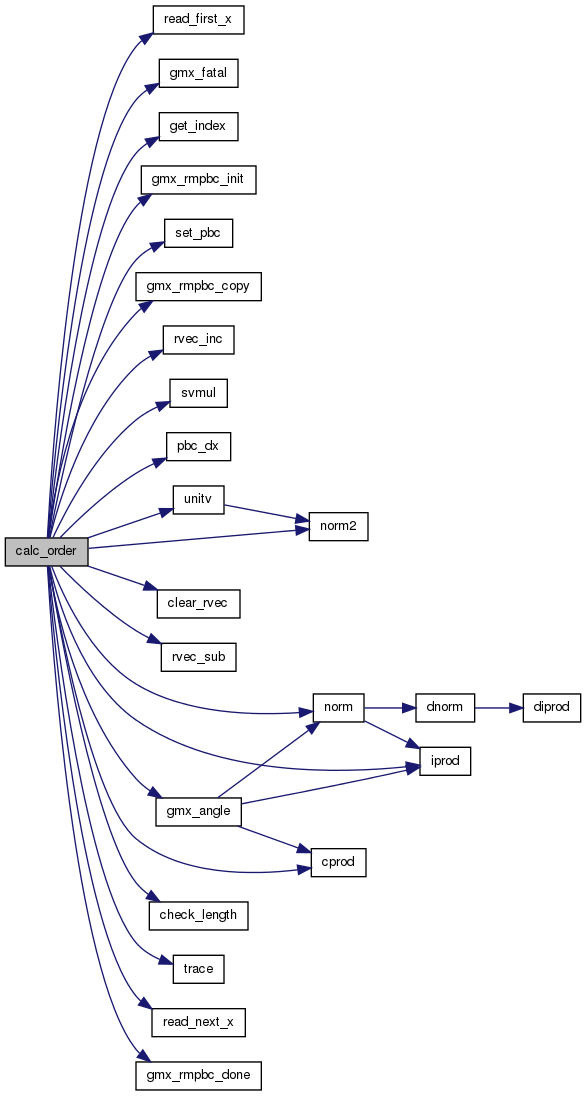 read_first_x
gmx_fatal
get_index
gmx_rmpbc_init
set_pbc
gmx_rmpbc_copy
rvec_inc
svmul
pbc_dx
unitv
norm2
calc_order
clear_rvec
rvec_sub
norm
dnorm
diprod
iprod
gmx_angle
cprod
check_length
trace
read_next_x
gmx_rmpbc_done